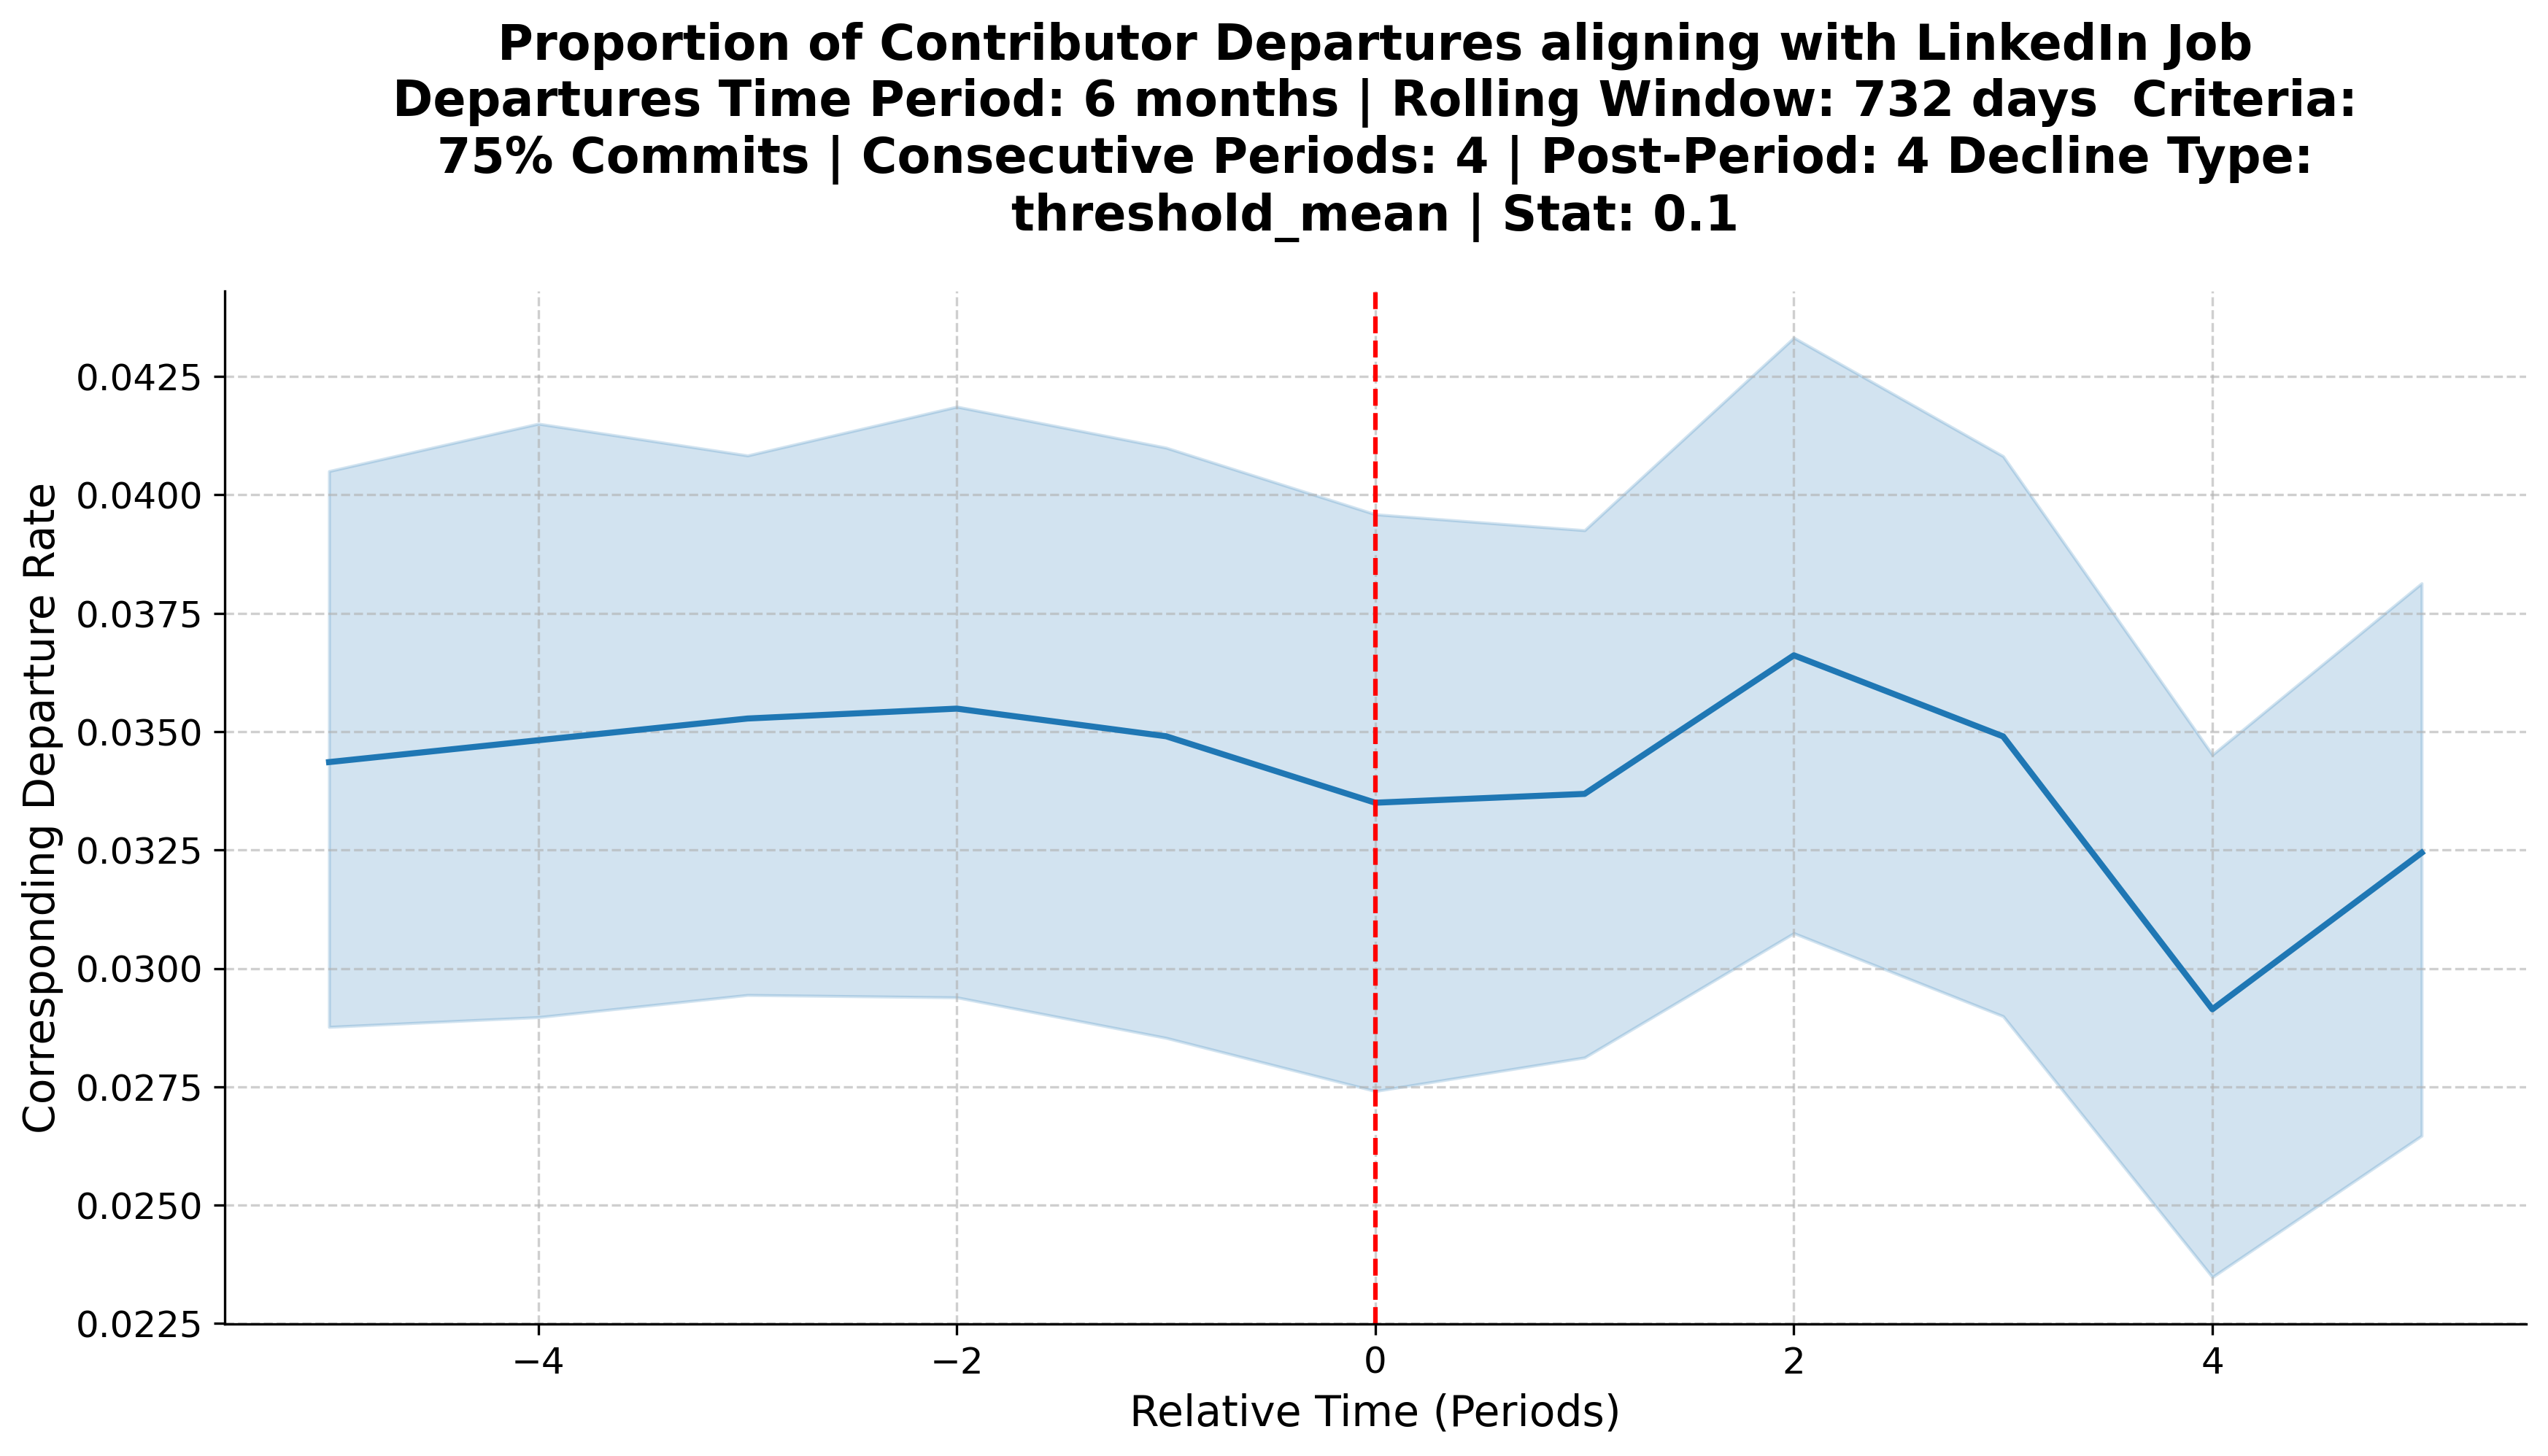 Proportion of Contributor Departures aligning with LinkedIn Job
Departures Time Period: 6 months | Rolling Window: 732 days  Criteria:
75% Commits | Consecutive Periods: 4 | Post-Period: 4 Decline Type:
threshold_mean | Stat: 0.1
Corresponding Departure Rate
0.0425
0.0400
0.0375
0.0350
0.0325
0.0300
0.0275
0.0250
0.0225
−4
−2
0
2
4
Relative Time (Periods)